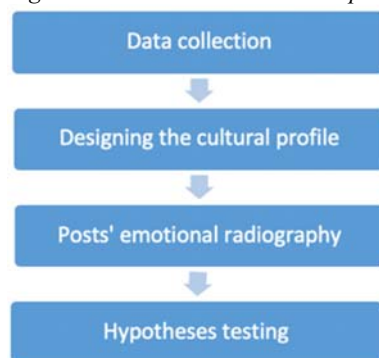 Data collection
Designing the cultural profile
Posts' emotional radiography
Hypotheses testing